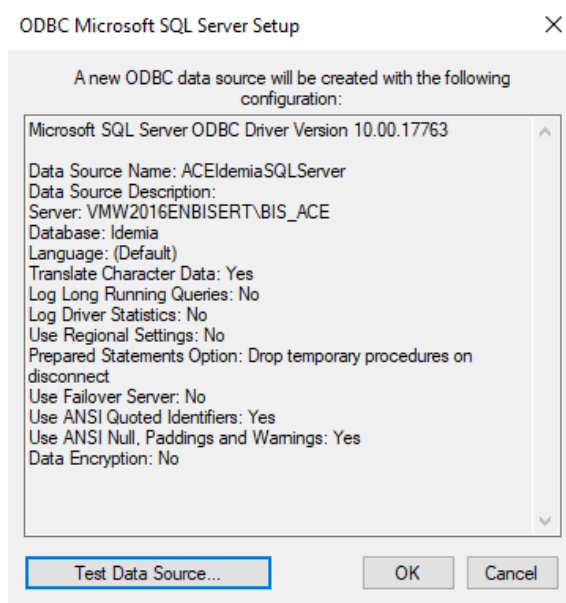 ODBC Microsoft SQL Server Setup
A new ODBC data source will be created with the following
configuration:
Microsoft SQL Server ODBC Driver Version 10.00.17763
Data Source Name: ACEIdemiaSQLServer
Data Source Description:
Server: VMW2016ENBISERT\BIS_ACE
Database: Idemia
Language: (Default)
Translate Character Data: Yes
Log Long Running Queries: No
Log Driver Statistics: No
Use Regional Settings: No
Prepared Statements Option: Drop temporary procedures on
disconnect
Use Failover Server: No
Use ANSI Quoted Identifiers: Yes
Use ANSI Null, Paddings and Warnings: Yes
Data Encryption: No
Test Data Source... OK Cancel